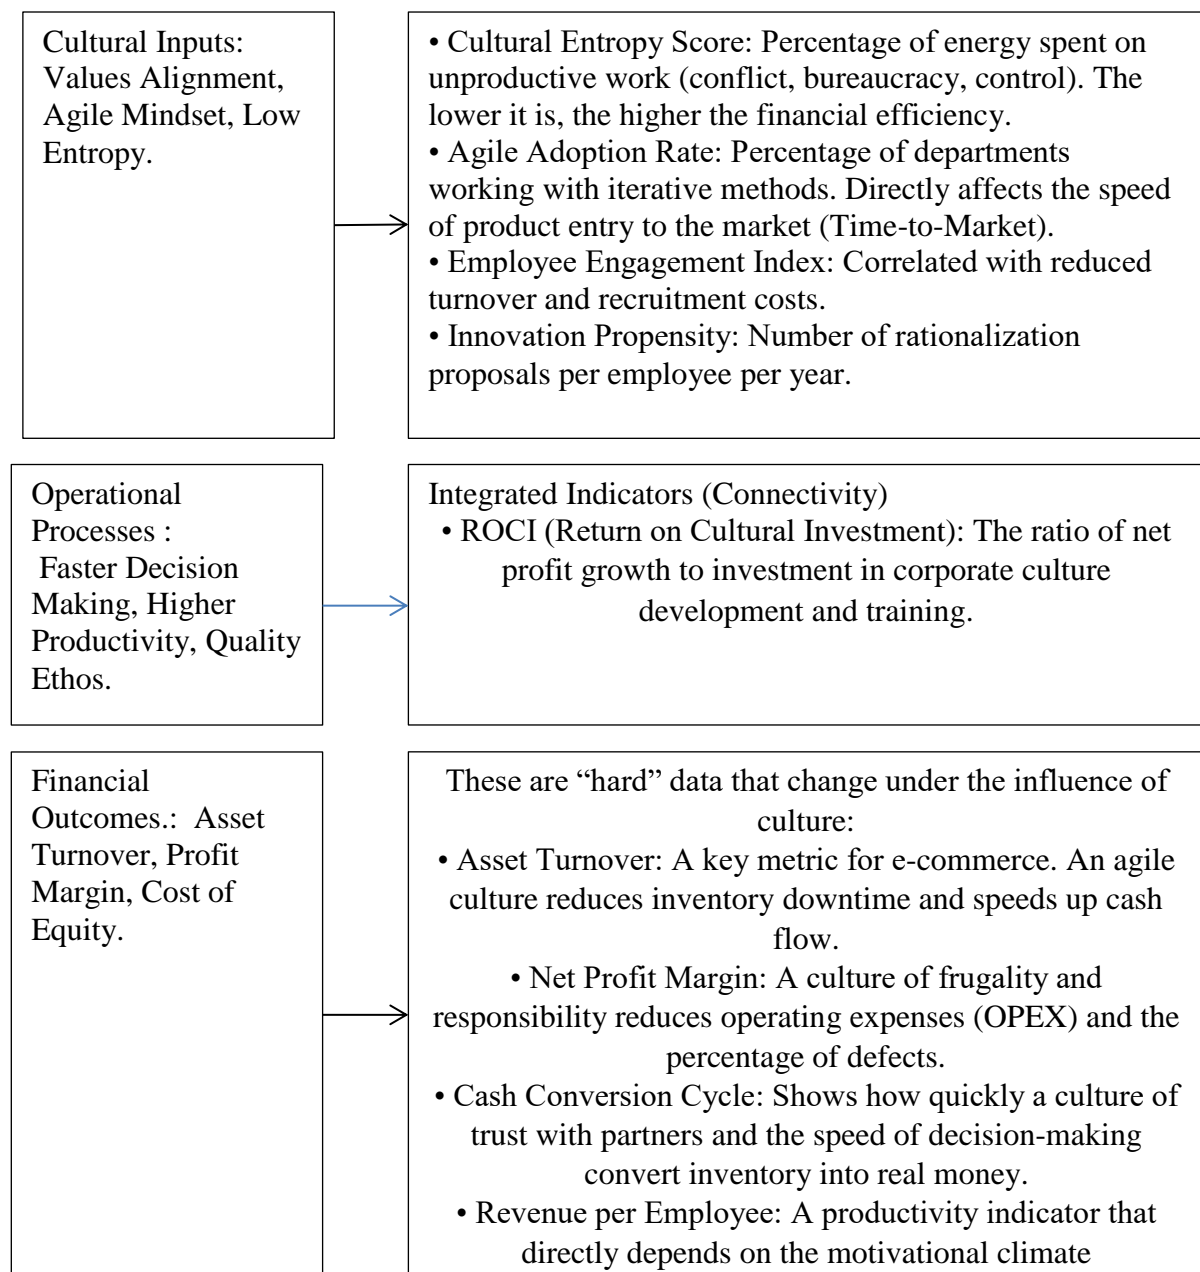 Cultural Inputs:
Values Alignment,
Agile Mindset, Low
Entropy.
• Cultural Entropy Score: Percentage of energy spent on
unproductive work (conflict, bureaucracy, control). The
lower it is, the higher the financial efficiency.
• Agile Adoption Rate: Percentage of departments
working with iterative methods. Directly affects the speed
of product entry to the market (Time-to-Market).
• Employee Engagement Index: Correlated with reduced
turnover and recruitment costs.
• Innovation Propensity: Number of rationalization
proposals per employee per year.
Operational
Processes :
Faster Decision
Making, Higher
Productivity, Quality
Ethos.
Integrated Indicators (Connectivity)
• ROCI (Return on Cultural Investment): The ratio of net
profit growth to investment in corporate culture
development and training.
Financial
Outcomes.: Asset
Turnover, Profit
Margin, Cost of
Equity.
These are “hard” data that change under the influence of
culture:
• Asset Turnover: A key metric for e-commerce. An agile
culture reduces inventory downtime and speeds up cash
flow.
• Net Profit Margin: A culture of frugality and
responsibility reduces operating expenses (OPEX) and the
percentage of defects.
• Cash Conversion Cycle: Shows how quickly a culture of
trust with partners and the speed of decision-making
convert inventory into real money.
• Revenue per Employee: A productivity indicator that
directly depends on the motivational climate